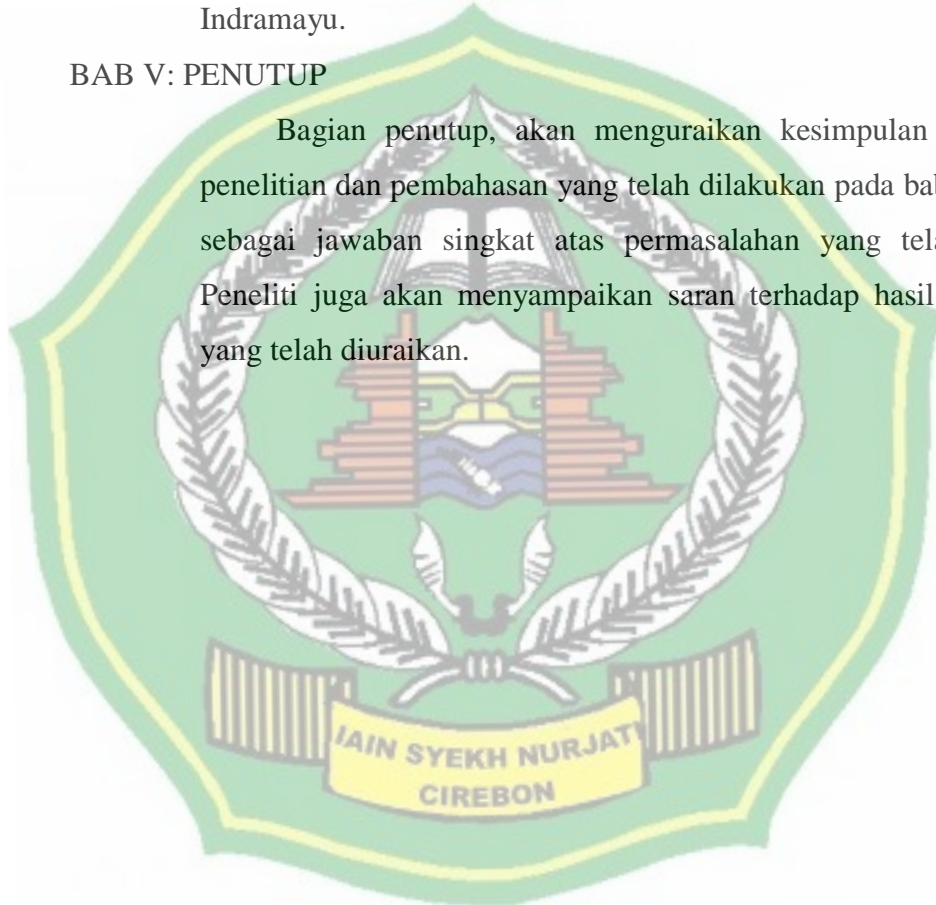 Indramayu.
BAB V: PENUTUP
Bagian penutup, akan menguraikan kesimpulan
penelitian dan pembahasan yang telah dilakukan pada bab
sebagai jawaban singkat atas permasalahan yang tela
Peneliti juga akan menyampaikan saran terhadap hasil
yang telah diuraikan.
IAIN SYEKH NURJATI
CIREBON